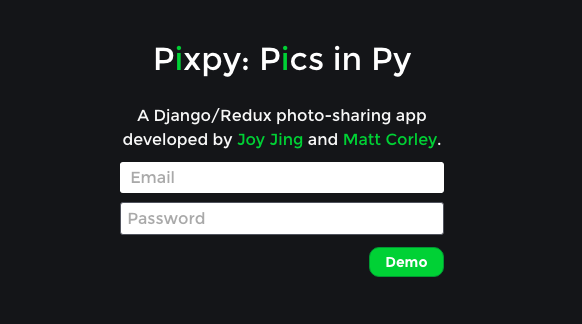 Pixpy: Pics in Py
A Django/Redux photo-sharing app
developed by Joy Jing and Matt Corley.
Email
Password
Demo